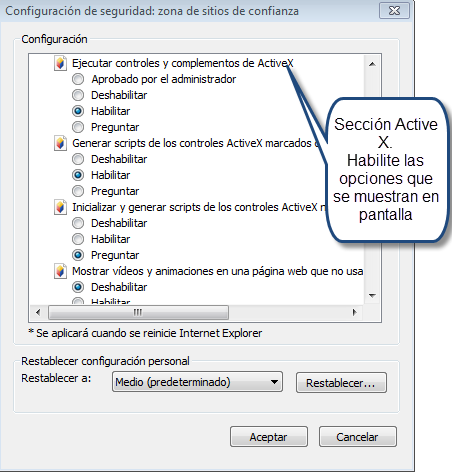 Configuración de seguridad: zona de sitios de confianza
Configuración
Ejecutar controles y complementos de ActiveX
Aprobado por el administrador
Deshabilitar
Habilitar
Preguntar
Generar scripts de los controles ActiveX marcados
Deshabilitar
Habilitar
Preguntar
Inicializar y generar scripts de los controles ActiveX
Deshabilitar
Habilitar
Preguntar
Mostrar vídeos y animaciones en una página web que no usa
Deshabilitar
Habilitar
Sección Active
X.
Habilite las
opciones que
se muestran en
pantalla
* Se aplicará cuando se reinicie Internet Explorer
Restablecer configuración personal
Restablecer a:
Medio (predeterminado)
Restablecer...
Aceptar
Cancelar